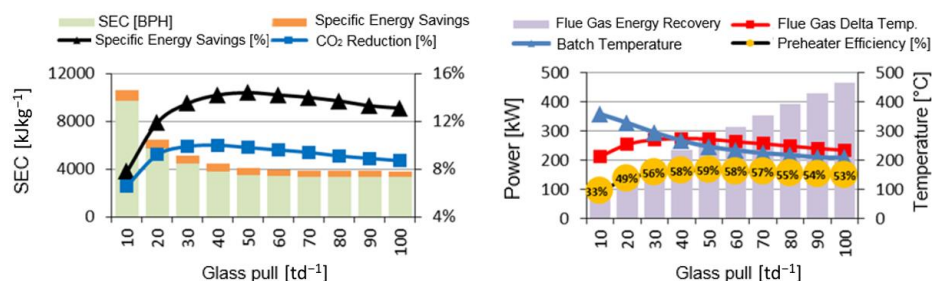 SEC [BPH]
Specific Energy Savings
Specific Energy Savings [%]
CO₂ Reduction [%]
12000
8000
4000
0
16%
12%
8%
4%
SEC [kJkg⁻¹]
10 20 30 40 50 60 70 80 90 100
Glass pull [td⁻¹]
Flue Gas Energy Recovery
Flue Gas Delta Temp.
Batch Temperature
Preheater Efficiency [%]
500
400
300
200
100
0
500
400
300
200
100
0
Power [kW]
Temperature [°C]
33% 49% 56% 58% 59% 58% 57% 55% 54% 53%
10 20 30 40 50 60 70 80 90 100
Glass pull [td⁻¹]